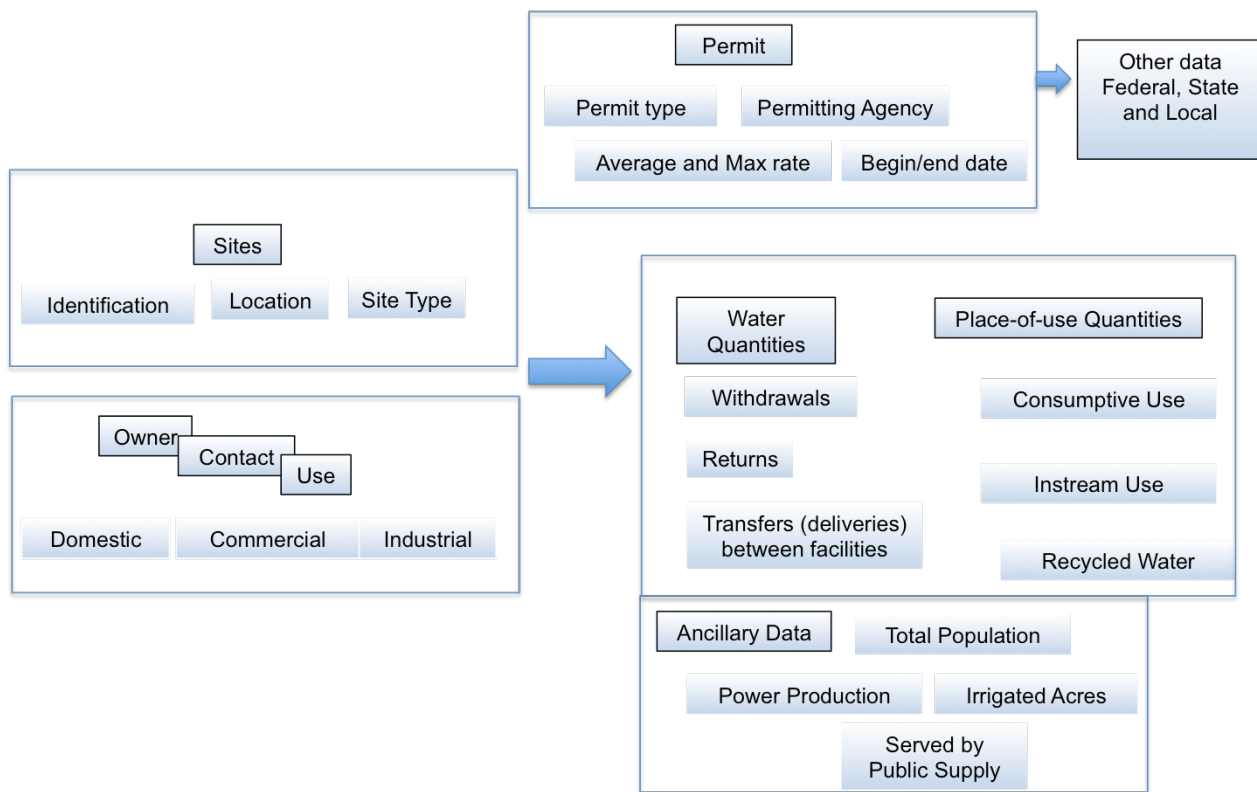 Permit
Permit type
Permitting Agency
Average and Max rate
Begin/end date
Other data
Federal, State
and Local
Sites
Identification
Location
Site Type
Owner
Contact
Use
Domestic
Commercial
Industrial
Water
Quantities
Withdrawals
Returns
Transfers (deliveries)
between facilities
Place-of-use Quantities
Consumptive Use
Instream Use
Recycled Water
Ancillary Data
Total Population
Power Production
Irrigated Acres
Served by
Public Supply